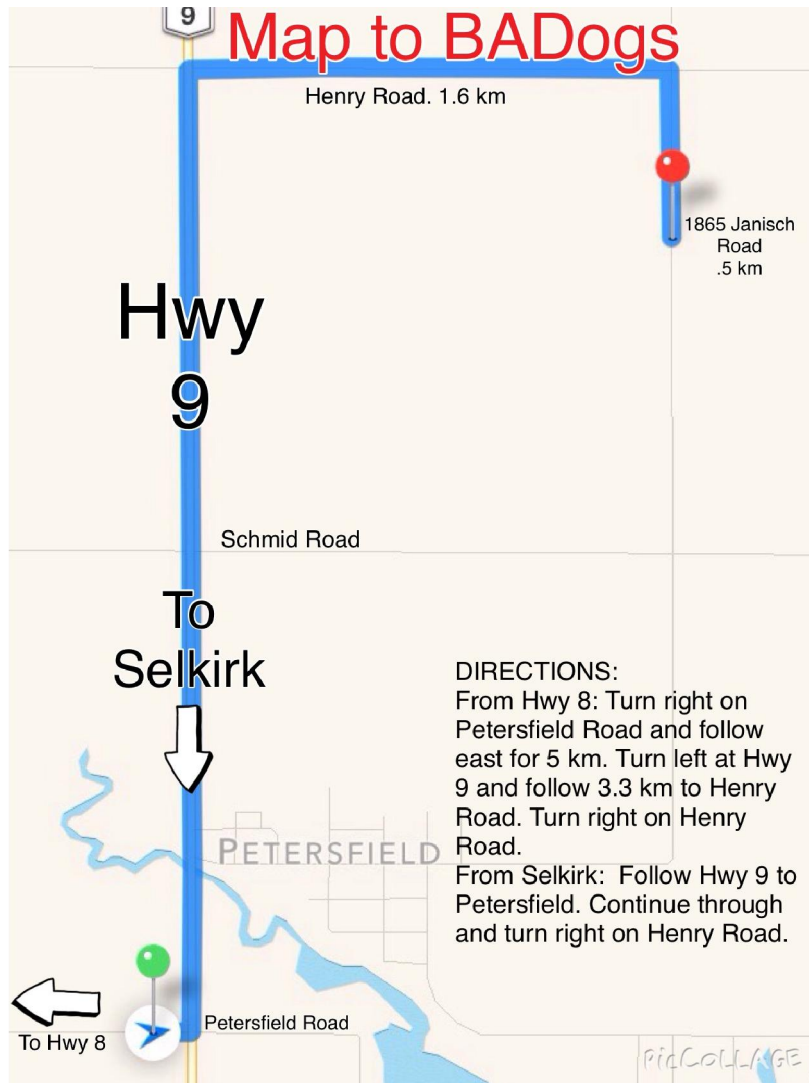 9
Map to BADogs
Henry Road. 1.6 km
1865 Janisch
Road
.5 km
Hwy
9
Schmid Road
To
Selkirk
DIRECTIONS:
From Hwy 8: Turn right on
Petersfield Road and follow
east for 5 km. Turn left at Hwy
9 and follow 3.3 km to Henry
Road. Turn right on Henry
Road.
From Selkirk:  Follow Hwy 9 to
Petersfield. Continue through
and turn right on Henry Road.
PETERSFIELD
Petersfield Road
To Hwy 8
PicCOLLAGE